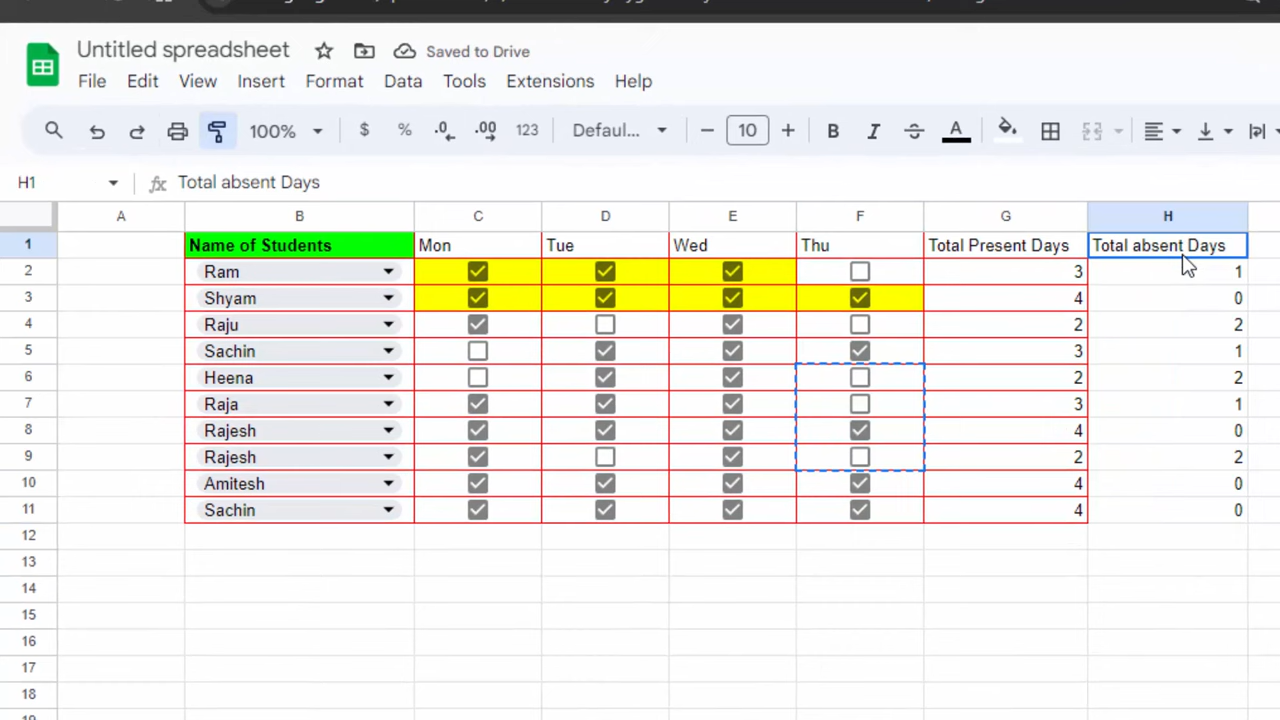 Untitled spreadsheet Saved to Drive
File Edit View Insert Format Data Tools Extensions Help
100% $ % .0 .00 123 Defaul... 10 B I S A
H1 fx Total absent Days
A B C D E F G H
1 Name of Students Mon Tue Wed Thu Total Present Days Total absent Days
2 Ram 3 1
3 Shyam 4 0
4 Raju 2 2
5 Sachin 3 1
6 Heena 2 2
7 Raja 3 1
8 Rajesh 4 0
9 Rajesh 2 2
10 Amitesh 4 0
11 Sachin 4 0
12
13
14
15
16
17
18